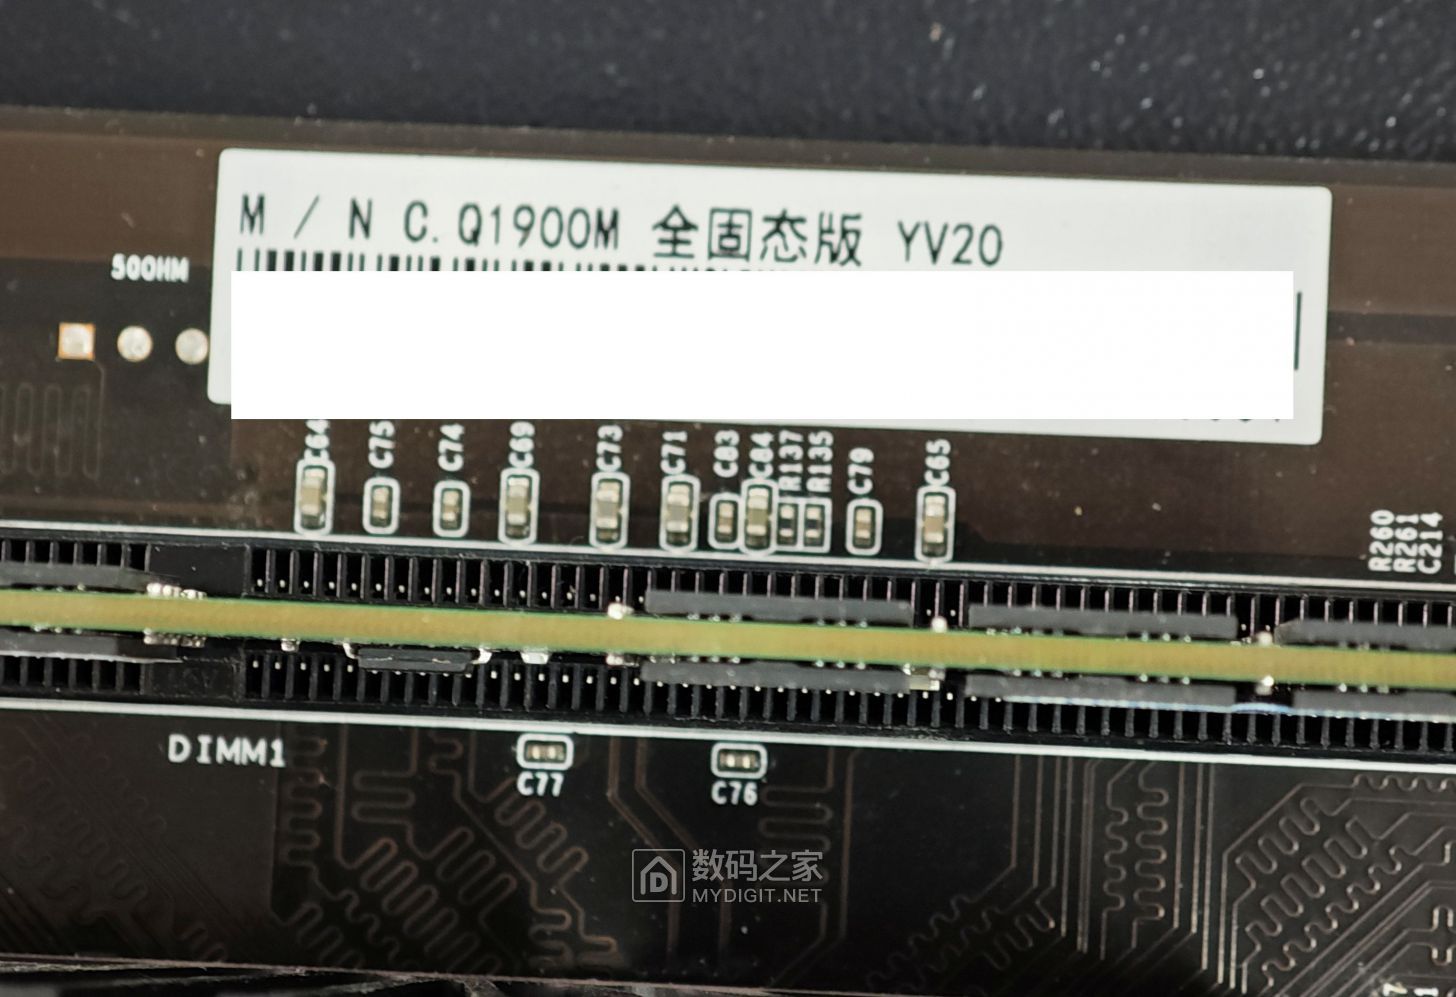 M / N C.Q1900M 全固态版 YV20
500HM
C64 C75 C74 C69 C73 C71 C83 C84 R137 R135 C79 C65
R260
R261
C214
DIMM1
C77 C76
数码之家
MYDIGIT.NET